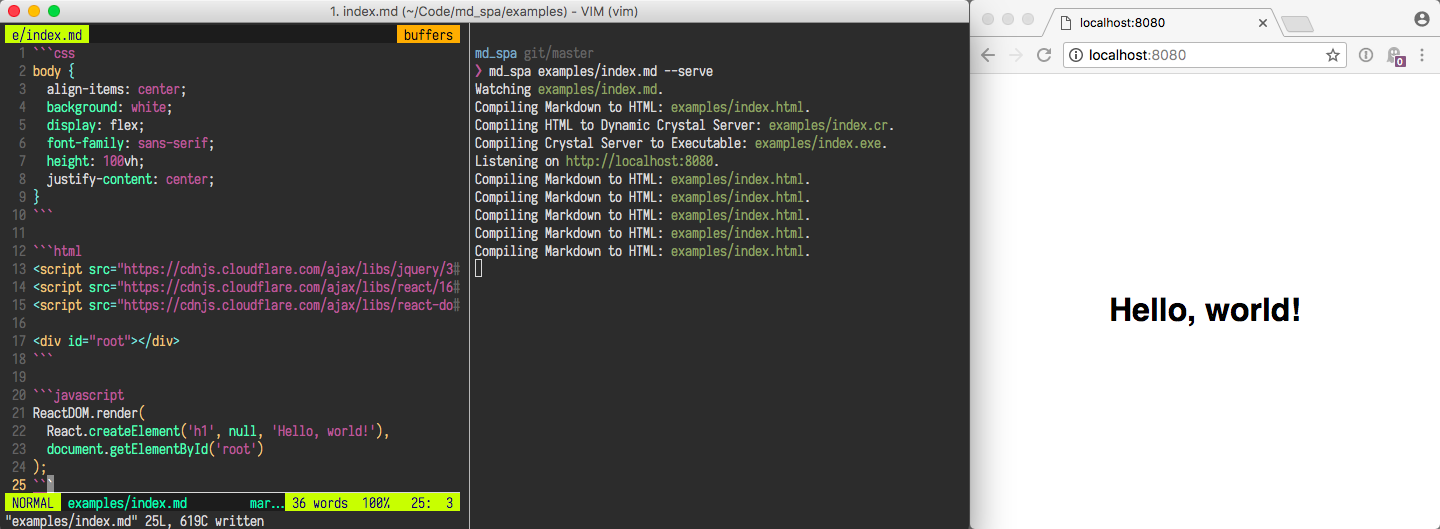 1. index.md (~/Code/md_spa/examples) - VIM (vim)
e/index.md
buffers
1 ```css
2 body {
3   align-items: center;
4   background: white;
5   display: flex;
6   font-family: sans-serif;
7   height: 100vh;
8   justify-content: center;
9 }
10 ```
11
12 ```html
13 <script src="https://cdnjs.cloudflare.com/ajax/libs/jquery/3#
14 <script src="https://cdnjs.cloudflare.com/ajax/libs/react/16#
15 <script src="https://cdnjs.cloudflare.com/ajax/libs/react-do#
16
17 <div id="root"></div>
18 ```
19
20 ```javascript
21 ReactDOM.render(
22   React.createElement('h1', null, 'Hello, world!'),
23   document.getElementById('root')
24 );
25 ```
NORMAL examples/index.md mar... 36 words 100% 25: 3
"examples/index.md" 25L, 619C written
md_spa git/master
❯ md_spa examples/index.md --serve
Watching examples/index.md.
Compiling Markdown to HTML: examples/index.html.
Compiling HTML to Dynamic Crystal Server: examples/index.cr.
Compiling Crystal Server to Executable: examples/index.exe.
Listening on http://localhost:8080.
Compiling Markdown to HTML: examples/index.html.
Compiling Markdown to HTML: examples/index.html.
Compiling Markdown to HTML: examples/index.html.
Compiling Markdown to HTML: examples/index.html.
Compiling Markdown to HTML: examples/index.html.
localhost:8080
localhost:8080
0
Hello, world!